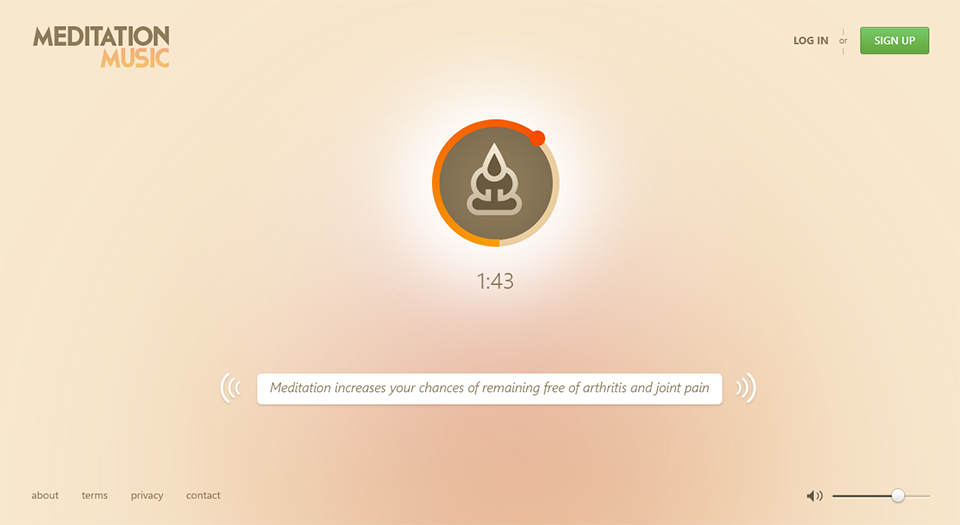 MEDITATION
MUSIC
LOG IN or SIGN UP
1:43
Meditation increases your chances of remaining free of arthritis and joint pain
about terms privacy contact